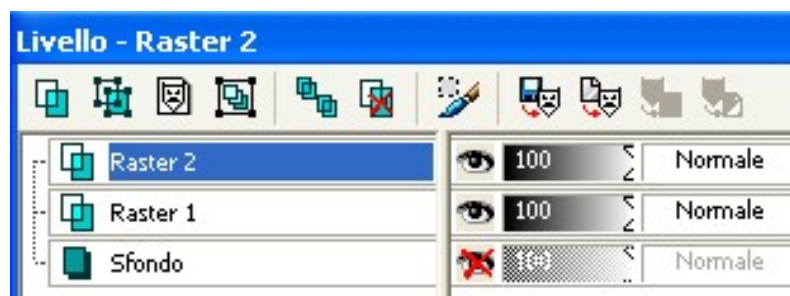 Livello - Raster 2
Raster 2 100 Normale
Raster 1 100 Normale
Sfondo Normale